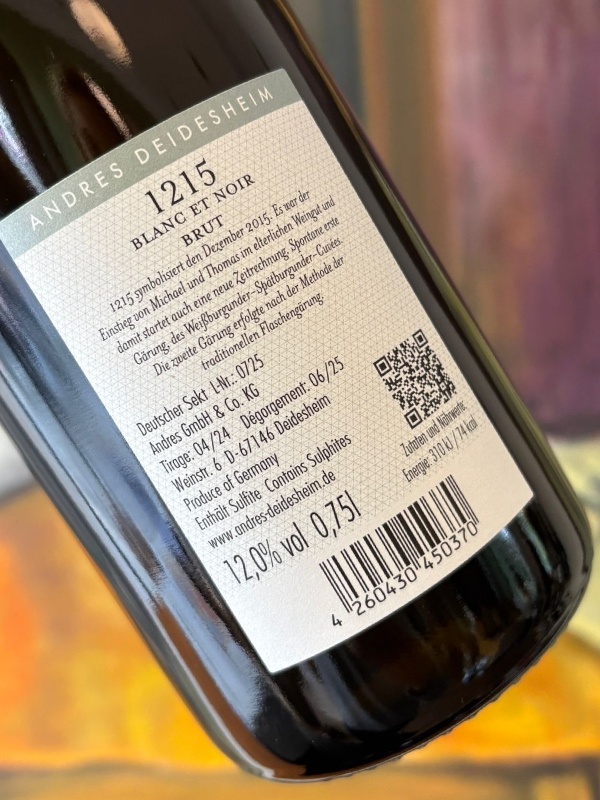 ANDRES DEIDESHEIM
1215
BLANC ET NOIR
BRUT
1215 symbolisiert den Dezember 2015. Es war der
Einstieg von Michael und Thomas im elterlichen Weingut und
damit startet auch eine neue Zeitrechnung. Spontane erste
Gärung, des Weißburgunder-Spätburgunder-Cuvées.
Die zweite Gärung erfolgte nach der Methode der
traditionellen Flaschengärung.
Deutscher Sekt L-Nr.: 0725
Andres GmbH & Co. KG
Tirage: 04/24 Dégorgement: 06/25
Weinstr. 6 D-67146 Deidesheim
Produce of Germany
Enthält Sulfite Contains Sulphites
www.andres-deidesheim.de
12,0% vol 0,75l
Zutaten und Nährwerte:
Energie: 310 kJ / 74 kcal
4 260430 450370